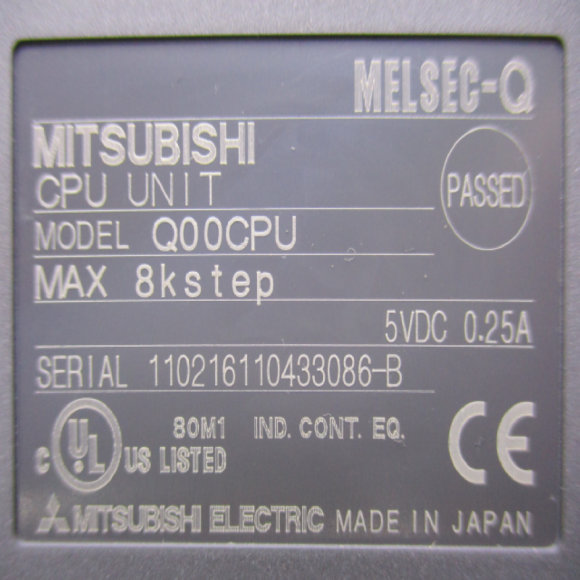 MELSEC-Q
MITSUBISHI
CPU UNIT
PASSED
MODEL Q00CPU
MAX 8kstep
5VDC 0.25A
SERIAL 110216110433086-B
80M1 IND. CONT. EQ.
c UL US LISTED
CE
MITSUBISHI ELECTRIC MADE IN JAPAN